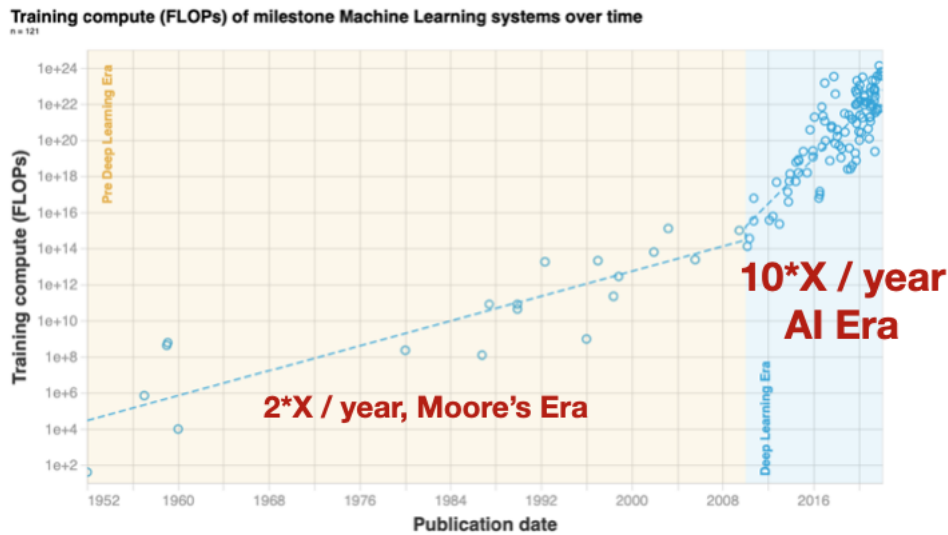 Training compute (FLOPs) of milestone Machine Learning systems over time
n = 121
Training compute (FLOPs)
1e+24
1e+22
1e+20
1e+18
1e+16
1e+14
1e+12
1e+10
1e+8
1e+6
1e+4
1e+2
Pre Deep Learning Era
2*X / year, Moore's Era
10*X / year
AI Era
Deep Learning Era
1952 1960 1968 1976 1984 1992 2000 2008 2016
Publication date